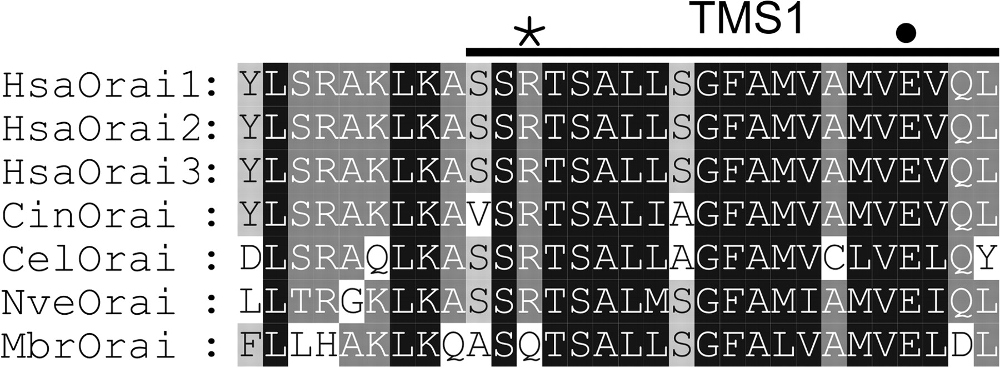 TMS1
* •
HsaOrai1: YLSRAKLKASSRTSALLSGFAMVAMVEVQL
HsaOrai2: YLSRAKLKASSRTSALLSGFAMVAMVEVQL
HsaOrai3: YLSRAKLKASSRTSALLSGFAMVAMVEVQL
CinOrai : YLSRAKLKAVSRTSALIAGFAMVAMVEVQL
CelOrai : DLSRAQLKASSRTSALLAGFAMVCLVELQY
NveOrai : LLTRGKLKASSRTSALMSGFAMIAMVEIQL
MbrOrai : FLLHAKLKQASQTSALLSGFALVAMVELDL